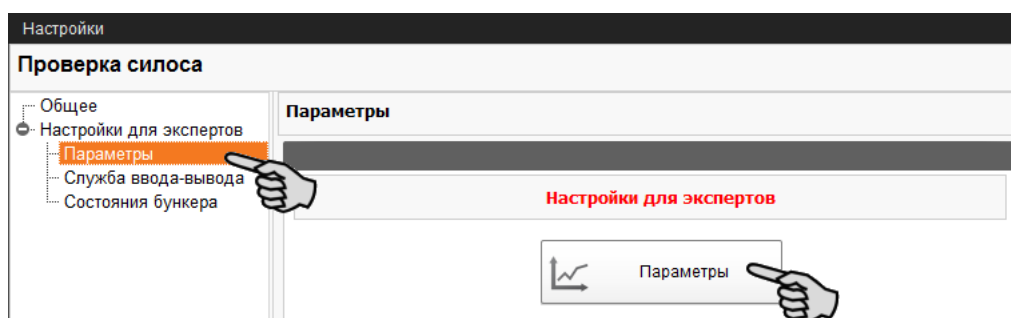 Настройки
Проверка силоса
Общее
Настройки для экспертов
Параметры
Служба ввода-вывода
Состояния бункера
Параметры
Настройки для экспертов
Параметры